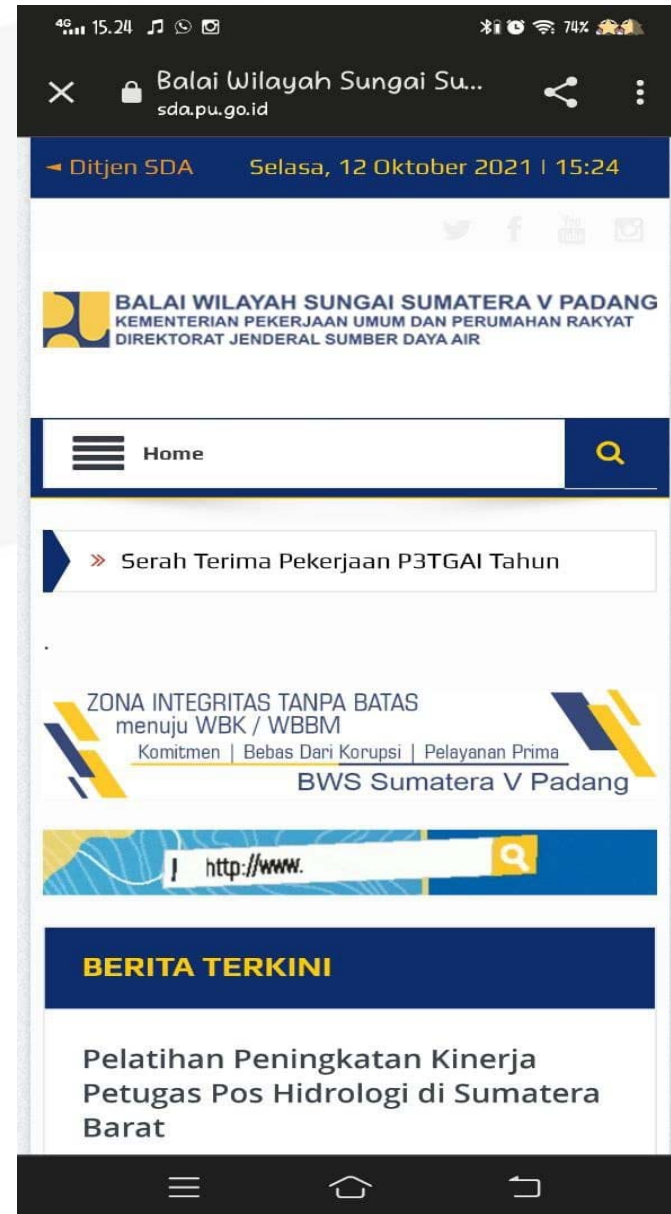 4G 15.24 74%
Balai Wilayah Sungai Su...
sda.pu.go.id
Ditjen SDA Selasa, 12 Oktober 2021 | 15:24
You Tube
BALAI WILAYAH SUNGAI SUMATERA V PADANG
KEMENTERIAN PEKERJAAN UMUM DAN PERUMAHAN RAKYAT
DIREKTORAT JENDERAL SUMBER DAYA AIR
Home
» Serah Terima Pekerjaan P3TGAI Tahun
.
ZONA INTEGRITAS TANPA BATAS
menuju WBK / WBBM
Komitmen | Bebas Dari Korupsi | Pelayanan Prima
BWS Sumatera V Padang
http://www.
BERITA TERKINI
Pelatihan Peningkatan Kinerja
Petugas Pos Hidrologi di Sumatera
Barat